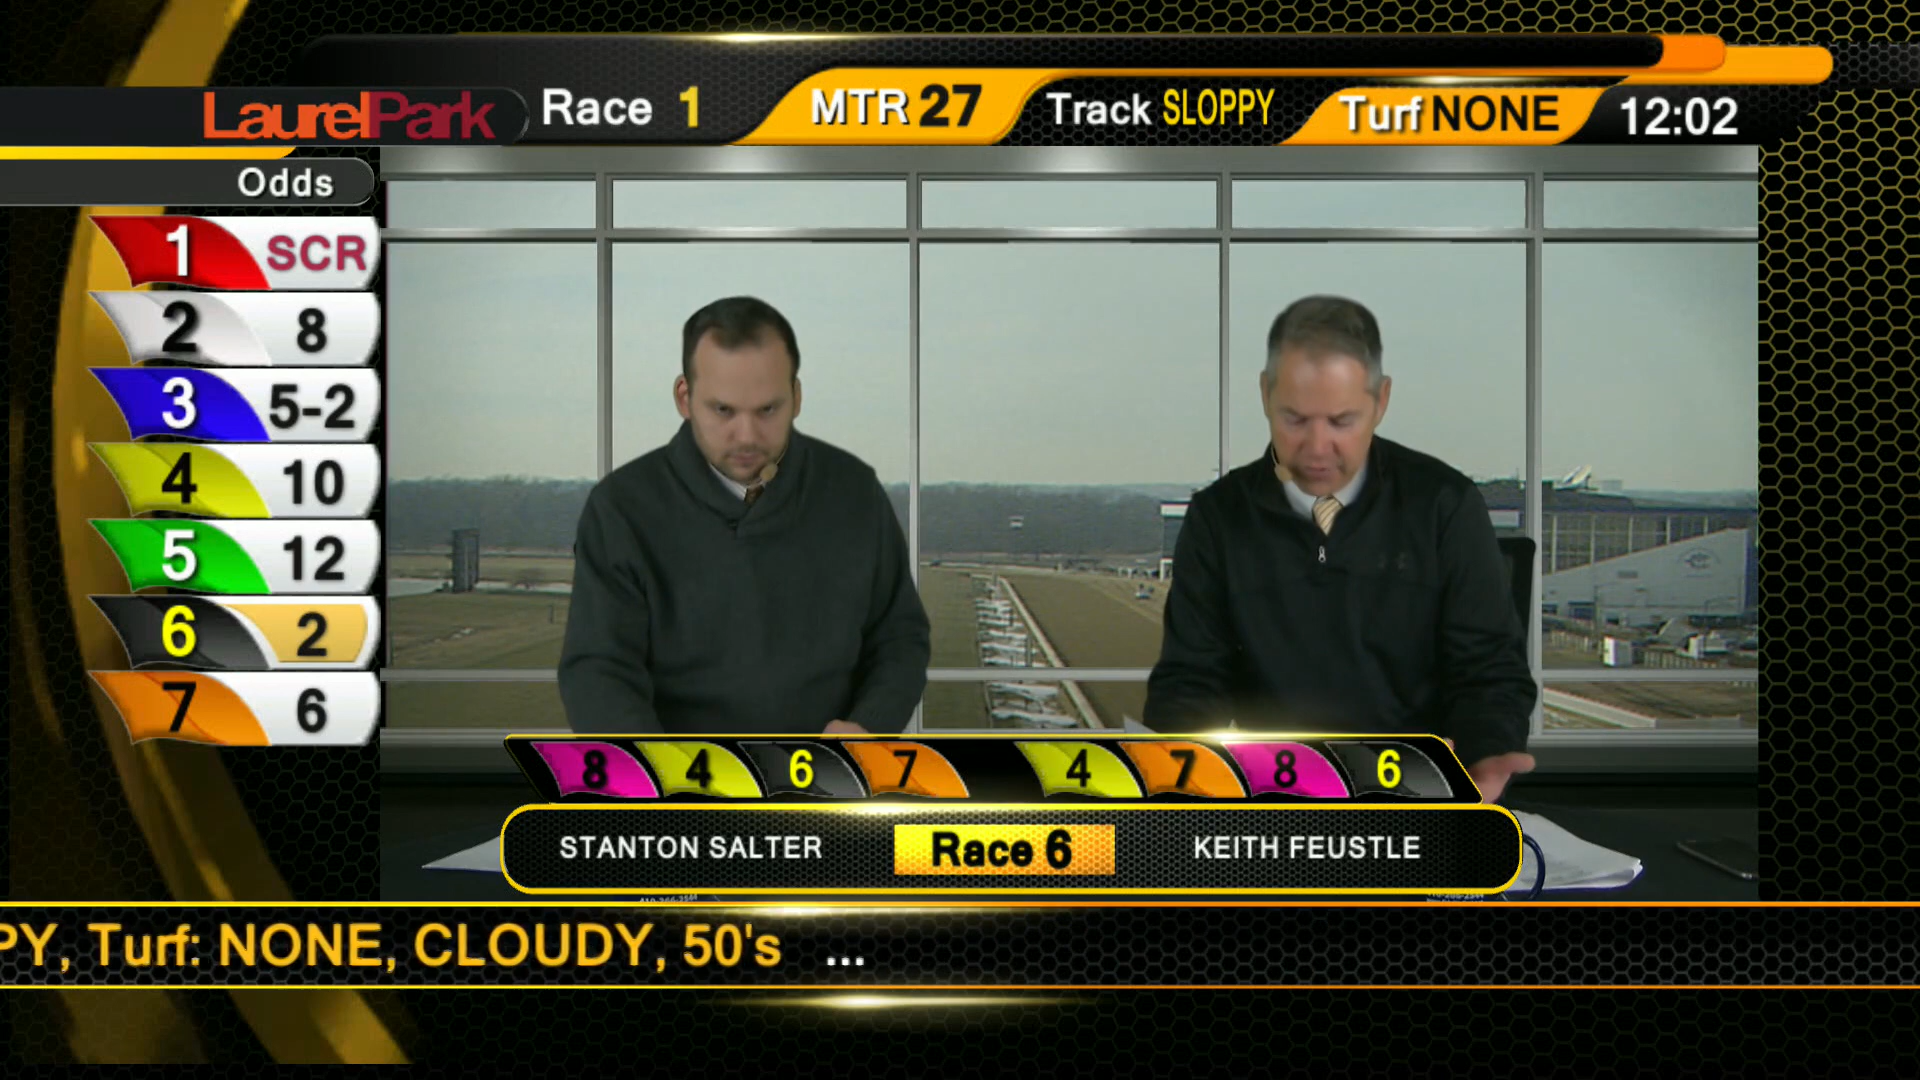 LaurelPark Race 1 MTR 27 Track SLOPPY Turf NONE 12:02
Odds
1 SCR
2 8
3 5-2
4 10
5 12
6 2
7 6
8 4 6 7 4 7 8 6
STANTON SALTER Race 6 KEITH FEUSTLE
PY, Turf: NONE, CLOUDY, 50's ...